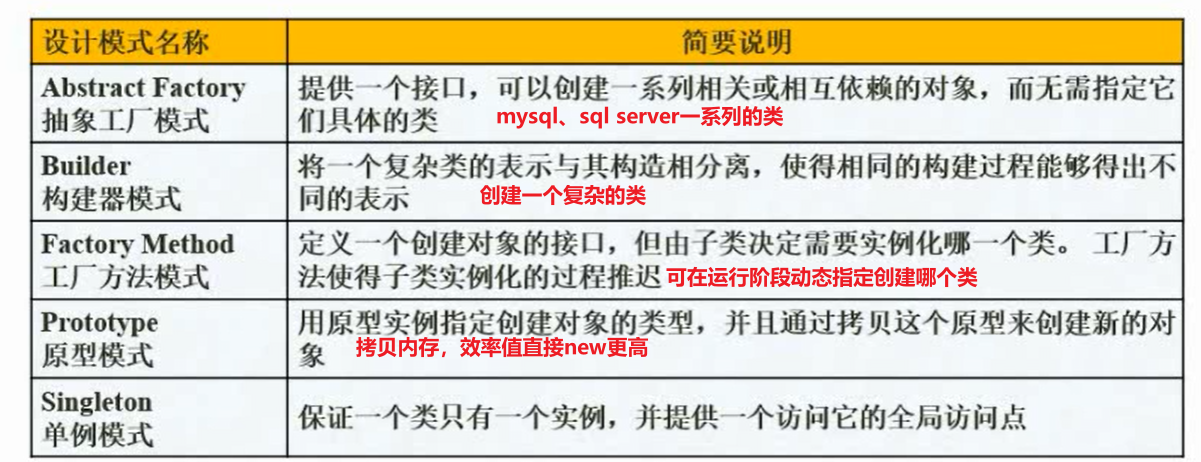 设计模式名称
简要说明
Abstract Factory
抽象工厂模式
提供一个接口，可以创建一系列相关或相互依赖的对象，而无需指定它
们具体的类
mysql、sql server一系列的类
Builder
构建器模式
将一个复杂类的表示与其构造相分离，使得相同的构建过程能够得出不
同的表示
创建一个复杂的类
Factory Method
工厂方法模式
定义一个创建对象的接口，但由子类决定需要实例化哪一个类。 工厂方
法使得子类实例化的过程推迟
可在运行阶段动态指定创建哪个类
Prototype
原型模式
用原型实例指定创建对象的类型，并且通过拷贝这个原型来创建新的对
象
拷贝内存，效率值直接new更高
Singleton
单例模式
保证一个类只有一个实例，并提供一个访问它的全局访问点